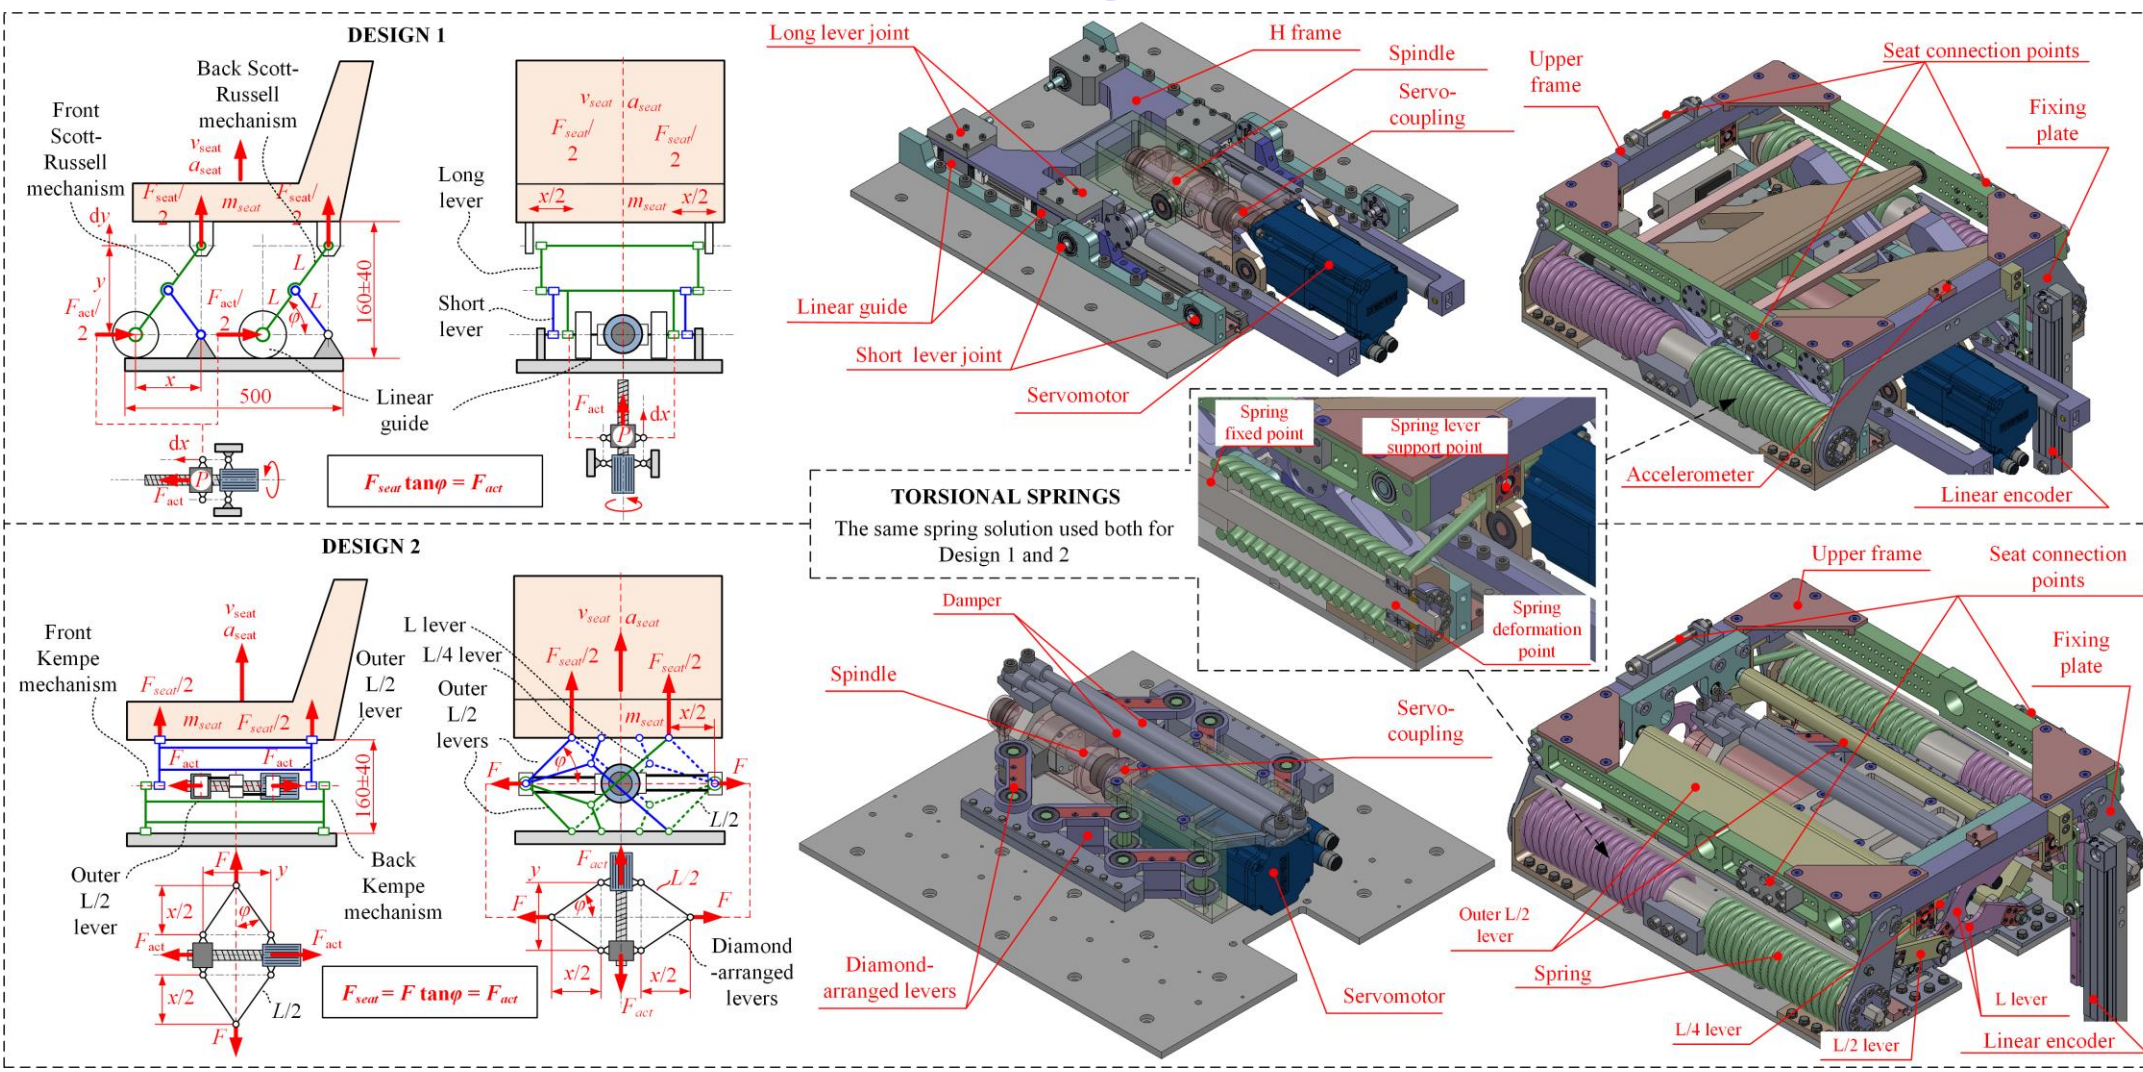 DESIGN 1
Back Scott-
Russell
mechanism
Front
Scott-
Russell
mechanism
v_seat
a_seat
F_seat/
2
m_seat
F_seat/
2
dy
y
L
L
L
φ
F_act/
2
F_act/
2
160±40
x
500
Linear
guide
dx
P
F_act
F_seat tanφ = F_act
v_seat
a_seat
F_seat/
2
F_seat/
2
Long
lever
x/2
m_seat
x/2
Short
lever
F_act
dx
P
Long lever joint
H frame
Spindle
Servo-
coupling
Linear guide
Short lever joint
Servomotor
Upper
frame
Seat connection points
Fixing
plate
Accelerometer
Linear encoder
TORSIONAL SPRINGS
The same spring solution used both for
Design 1 and 2
Spring
fixed point
Spring lever
support point
Spring
deformation
point
DESIGN 2
Front
Kempe
mechanism
v_seat
a_seat
Outer
L/2
lever
F_seat/2
m_seat
F_seat/2
F_act
F_act
160±40
Outer
L/2
lever
Back
Kempe
mechanism
F
y
x/2
φ
F_act
F_act
x/2
L/2
F
F_seat = F tanφ = F_act
L lever
L/4 lever
Outer
L/2
levers
v_seat
a_seat
F_seat/2
F_seat/2
m_seat
x/2
φ
F
F
L/2
F_act
y
L/2
F
φ
F
x/2
x/2
F_act
Diamond
-arranged
levers
Damper
Spindle
Servo-
coupling
Diamond-
arranged levers
Servomotor
Upper frame
Seat connection
points
Fixing
plate
Outer L/2
lever
Spring
L/4 lever
L/2 lever
L lever
Linear encoder